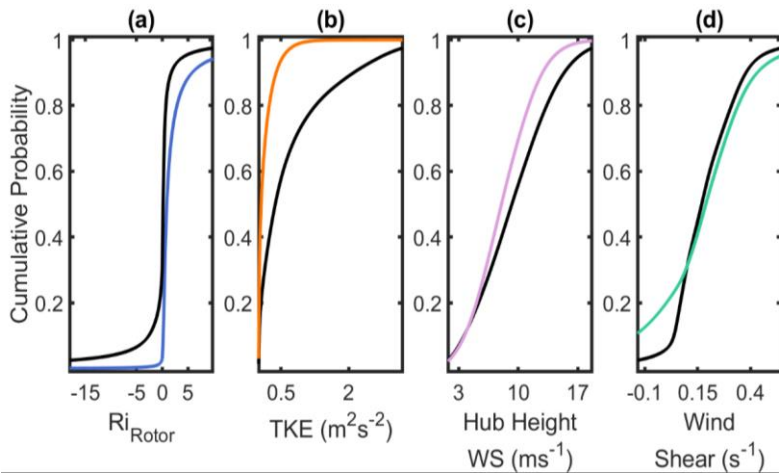 (a) (b) (c) (d)
Cumulative Probability
1 1 1 1
0.8 0.8 0.8 0.8
0.6 0.6 0.6 0.6
0.4 0.4 0.4 0.4
0.2 0.2 0.2 0.2
-15 -5 0 5 0.5 2 3 10 17 -0.1 0.15 0.4
Ri_Rotor TKE (m²s⁻²) Hub Height Wind
WS (ms⁻¹) Shear (s⁻¹)